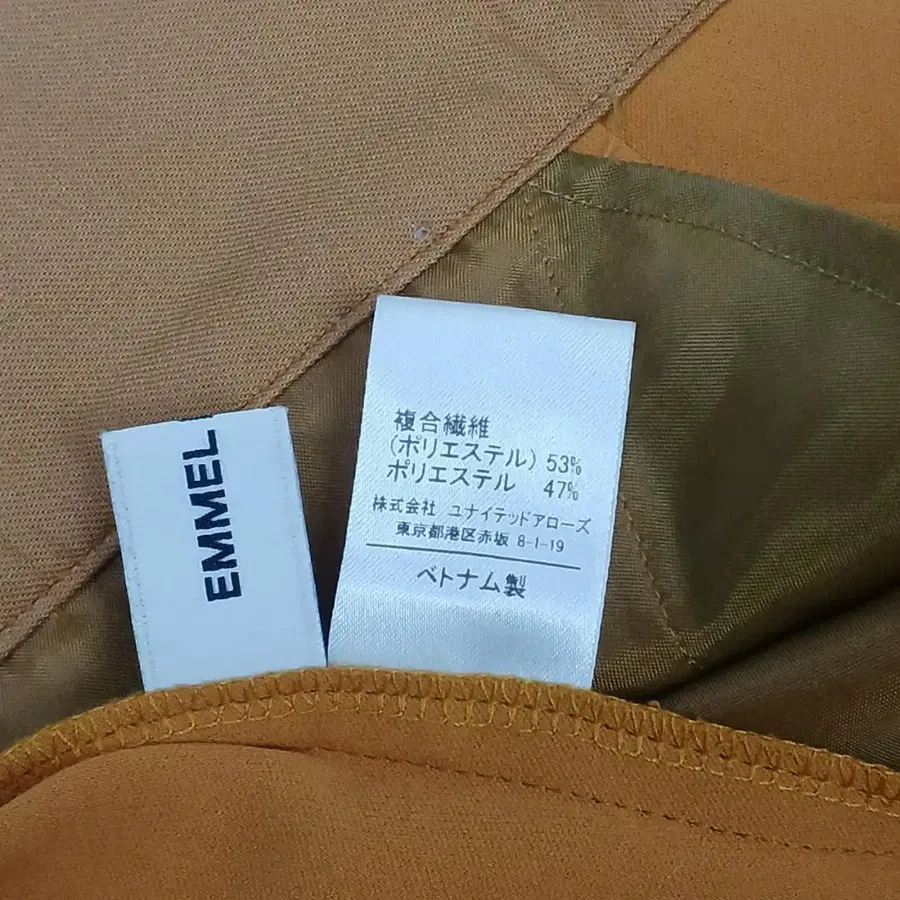 EMMEL
複合繊維
(ポリエステル) 53%
ポリエステル 47%
株式会社 ユナイテッドアローズ
東京都港区赤坂 8-1-19
ベトナム製